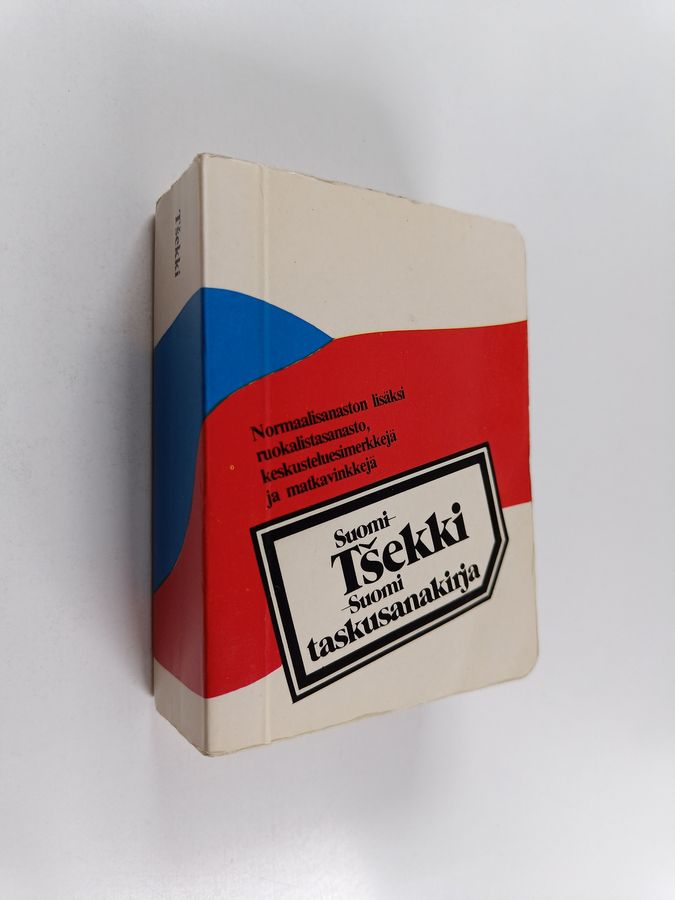 Tšekki
Normaalisanaston lisäksi
ruokalistasanasto,
keskusteluesimerkkejä
ja matkavinkkejä
Suomi-
Tšekki
-Suomi
taskusanakirja